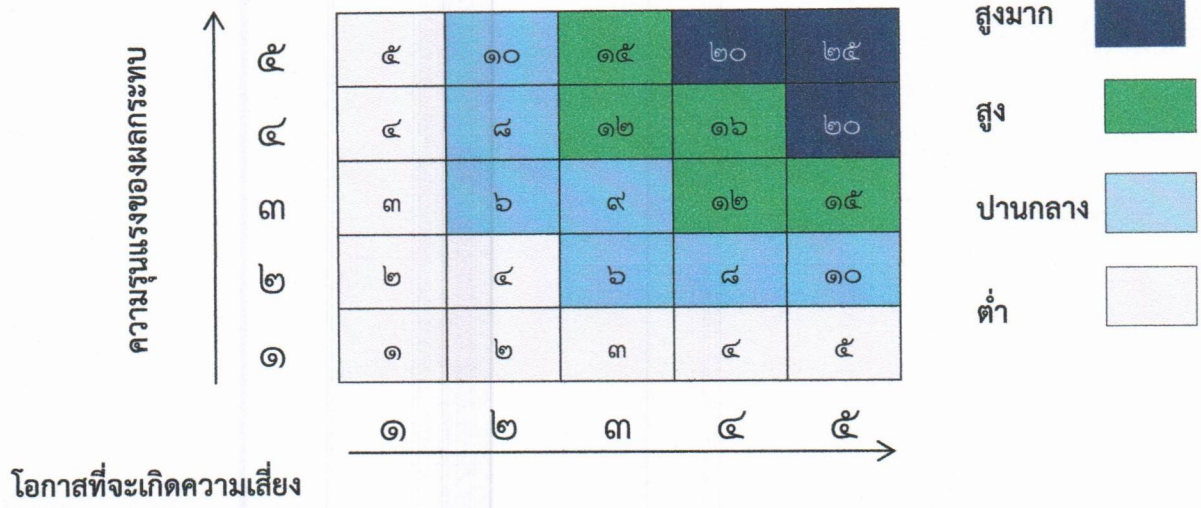 ความรุนแรงของผลกระทบ
๕ ๕ ๑๐ ๑๕ ๒๐ ๒๕
๔ ๔ ๘ ๑๒ ๑๖ ๒๐
๓ ๓ ๖ ๙ ๑๒ ๑๕
๒ ๒ ๔ ๖ ๘ ๑๐
๑ ๑ ๒ ๓ ๔ ๕
๑ ๒ ๓ ๔ ๕
โอกาสที่จะเกิดความเสี่ยง
สูงมาก
สูง
ปานกลาง
ต่ำ